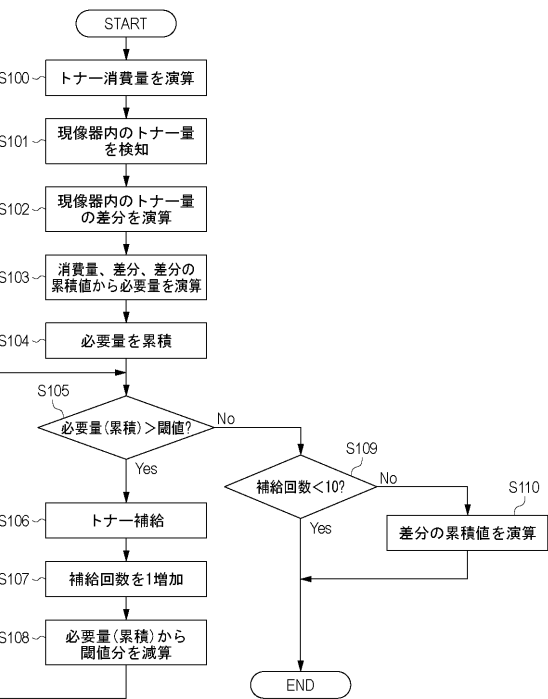 START
S100
トナー消費量を演算
S101
現像器内のトナー量
を検知
S102
現像器内のトナー量
の差分を演算
S103
消費量、差分、差分の
累積値から必要量を演算
S104
必要量を累積
S105
必要量(累積)>閾値?
No
Yes
S109
補給回数<10?
No
Yes
S110
差分の累積値を演算
S106
トナー補給
S107
補給回数を1増加
S108
必要量(累積)から
閾値分を減算
END